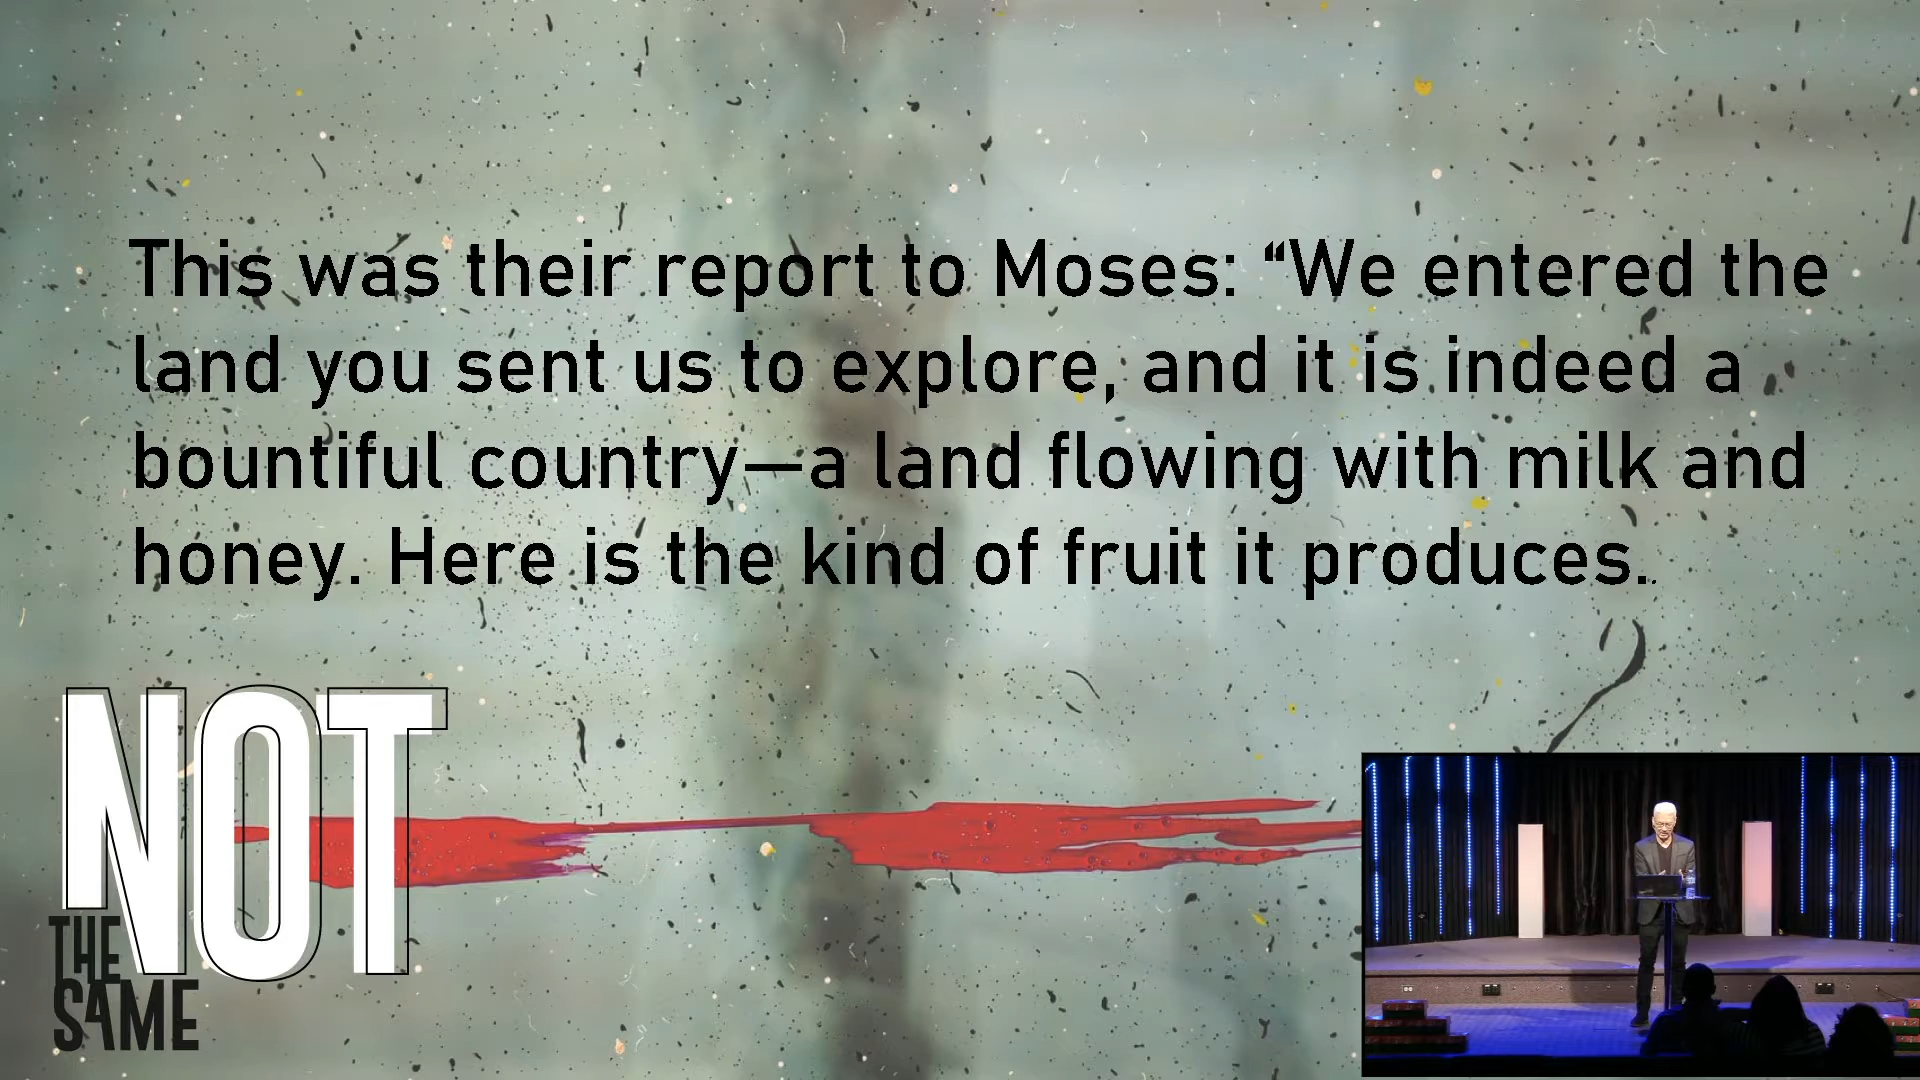 This was their report to Moses: “We entered the
land you sent us to explore, and it is indeed a
bountiful country—a land flowing with milk and
honey. Here is the kind of fruit it produces.
NOT
THE
SAME